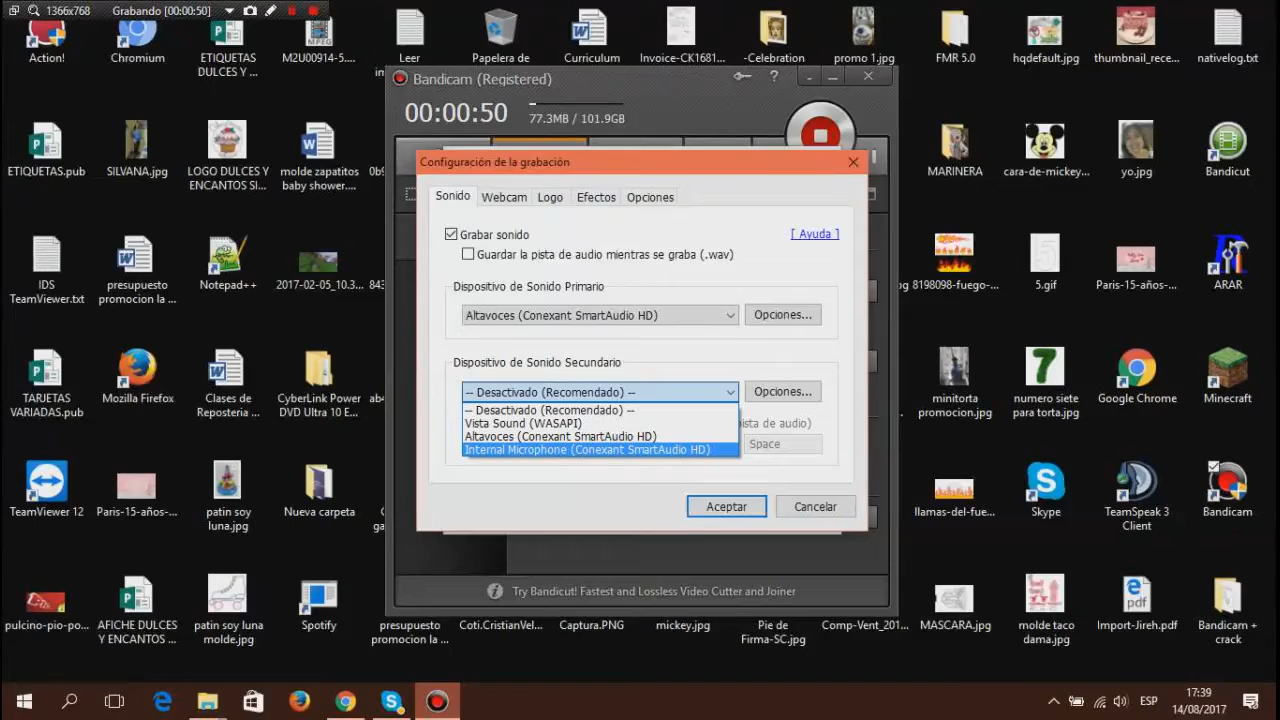 1366x768 Grabando [00:00:50]
Action!
Chromium
ETIQUETAS
DULCES Y ...
M2U00914-5....
Leer
Papelera de
Curriculum
Invoice-CK1681...
-Celebration
promo 1.jpg
FMR 5.0
hqdefault.jpg
thumbnail_rece...
nativelog.txt
Bandicam (Registered)
?
00:00:50
77.3MB / 101.9GB
ETIQUETAS.pub
SILVANA.jpg
LOGO DULCES Y
ENCANTOS SI...
molde zapatitos
baby shower....
MARINERA
cara-de-mickey...
yo.jpg
Bandicut
Configuración de la grabación
Sonido
Webcam
Logo
Efectos
Opciones
Grabar sonido
[ Ayuda ]
Guardar la pista de audio mientras se graba (.wav)
Dispositivo de Sonido Primario
Altavoces (Conexant SmartAudio HD)
Opciones...
Dispositivo de Sonido Secundario
-- Desactivado (Recomendado) --
Opciones...
-- Desactivado (Recomendado) --
Vista Sound (WASAPI)
Altavoces (Conexant SmartAudio HD)
Internal Microphone (Conexant SmartAudio HD)
pista de audio)
Space
Aceptar
Cancelar
IDS
TeamViewer.txt
presupuesto
promocion la ...
Notepad++
2017-02-05_10.3...
8198098-fuego-...
5.gif
Paris-15-años-...
ARAR
TARJETAS
VARIADAS.pub
Mozilla Firefox
Clases de
Reposteria ...
CyberLink Power
DVD Ultra 10 E...
minitorta
promocion.jpg
numero siete
para torta.jpg
Google Chrome
Minecraft
TeamViewer 12
Paris-15-años-...
patin soy
luna.jpg
Nueva carpeta
llamas-del-fue...
Skype
TeamSpeak 3
Client
Bandicam
Try Bandicut! Fastest and Lossless Video Cutter and Joiner
pulcino-pio-po...
AFICHE DULCES
Y ENCANTOS ...
patin soy luna
molde.jpg
Spotify
presupuesto
promocion la ...
Coti.CristianVel...
Captura.PNG
mickey.jpg
Pie de
Firma-SC.jpg
Comp-Vent_201...
MASCARA.jpg
molde taco
dama.jpg
pdf
Import-Jireh.pdf
Bandicam +
crack
ESP
17:39
14/08/2017